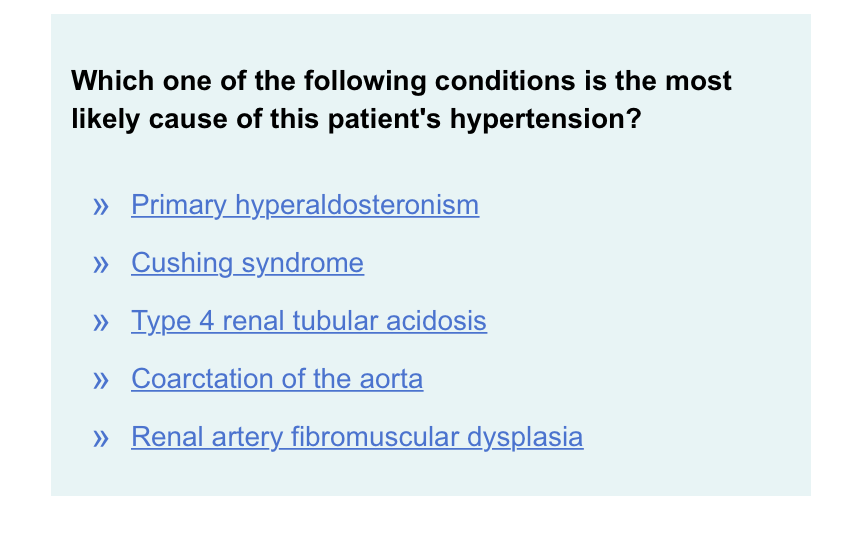 Which one of the following conditions is the most
likely cause of this patient's hypertension?
» Primary hyperaldosteronism
» Cushing syndrome
» Type 4 renal tubular acidosis
» Coarctation of the aorta
» Renal artery fibromuscular dysplasia